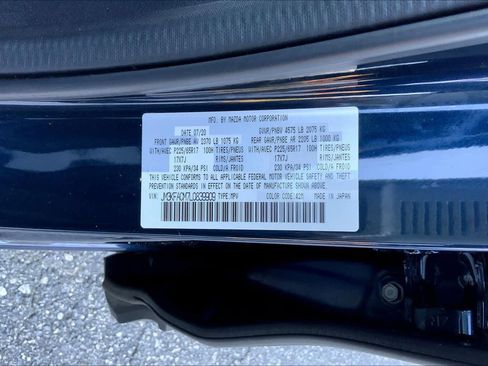 MFD. BY MAZDA MOTOR CORPORATION
DATE 07/20 GVWR/PNBV 4575 LB 2075 KG
FRONT GAWR/PNBE AV 2370 LB 1075 KG REAR GAWR/PNBE AR 2205 LB 1000 KG
WITH/AVEC P225/65R17 100H TIRES/PNEUS WITH/AVEC P225/65R17 100H TIRES/PNEUS
17X7J RIMS/JANTES 17X7J RIMS/JANTES
230 KPA/34 PSI COLD/A FROID 230 KPA/34 PSI COLD/A FROID
THIS VEHICLE CONFORMS TO ALL APPLICABLE FEDERAL MOTOR VEHICLE SAFETY AND
THEFT PREVENTION STANDARDS IN EFFECT ON THE DATE OF MANUFACTURE SHOWN ABOVE.
VIN: JM3KFACM7L0839909 TYPE:MPV COLOR CODE:42M MADE IN JAPAN